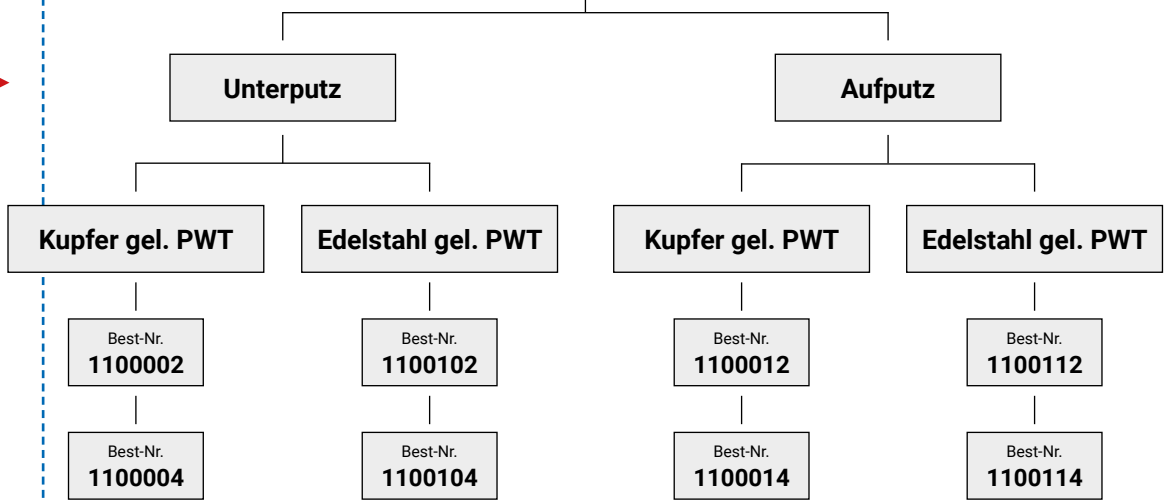 Unterputz
Aufputz
Kupfer gel. PWT
Edelstahl gel. PWT
Kupfer gel. PWT
Edelstahl gel. PWT
Best-Nr.
1100002
Best-Nr.
1100102
Best-Nr.
1100012
Best-Nr.
1100112
Best-Nr.
1100004
Best-Nr.
1100104
Best-Nr.
1100014
Best-Nr.
1100114